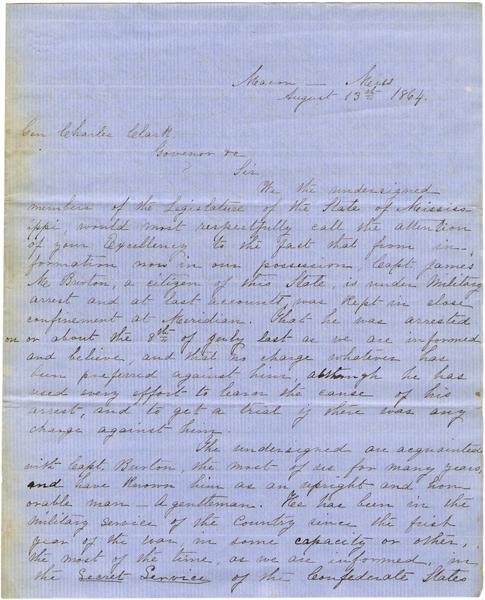 Macon — Miss
August 13th 1864.
Gen Charles Clark
Govenor &c
Sir
We the undersigned
members of the Legislature of the State of Mississ-
ippi, would most respectfully call the attention
of your Excellency to the fact that from in-
formation now in our possession, Capt. James
M Burton, a citizen of this State, is under Military
arrest and at last accounts, was kept in close
confinement at Meridian. That he was arrested
on or about the 8th of July last as we are informed
and believe, and that no charge whatever has
been preferred against him, although he has
used every effort to learn the cause of his
arrest, and to get a trial if there was any
charge against him.
The undersigned are acquainted
with Capt. Burton, the most of us for many years,
and have known him as an upright and hon-
orable man – A gentleman. He has been in the
military service of the Country since the first
year of the war, in some capacity or other,
the most of the time, as we are informed, in
the Secret Service of the Confederate States